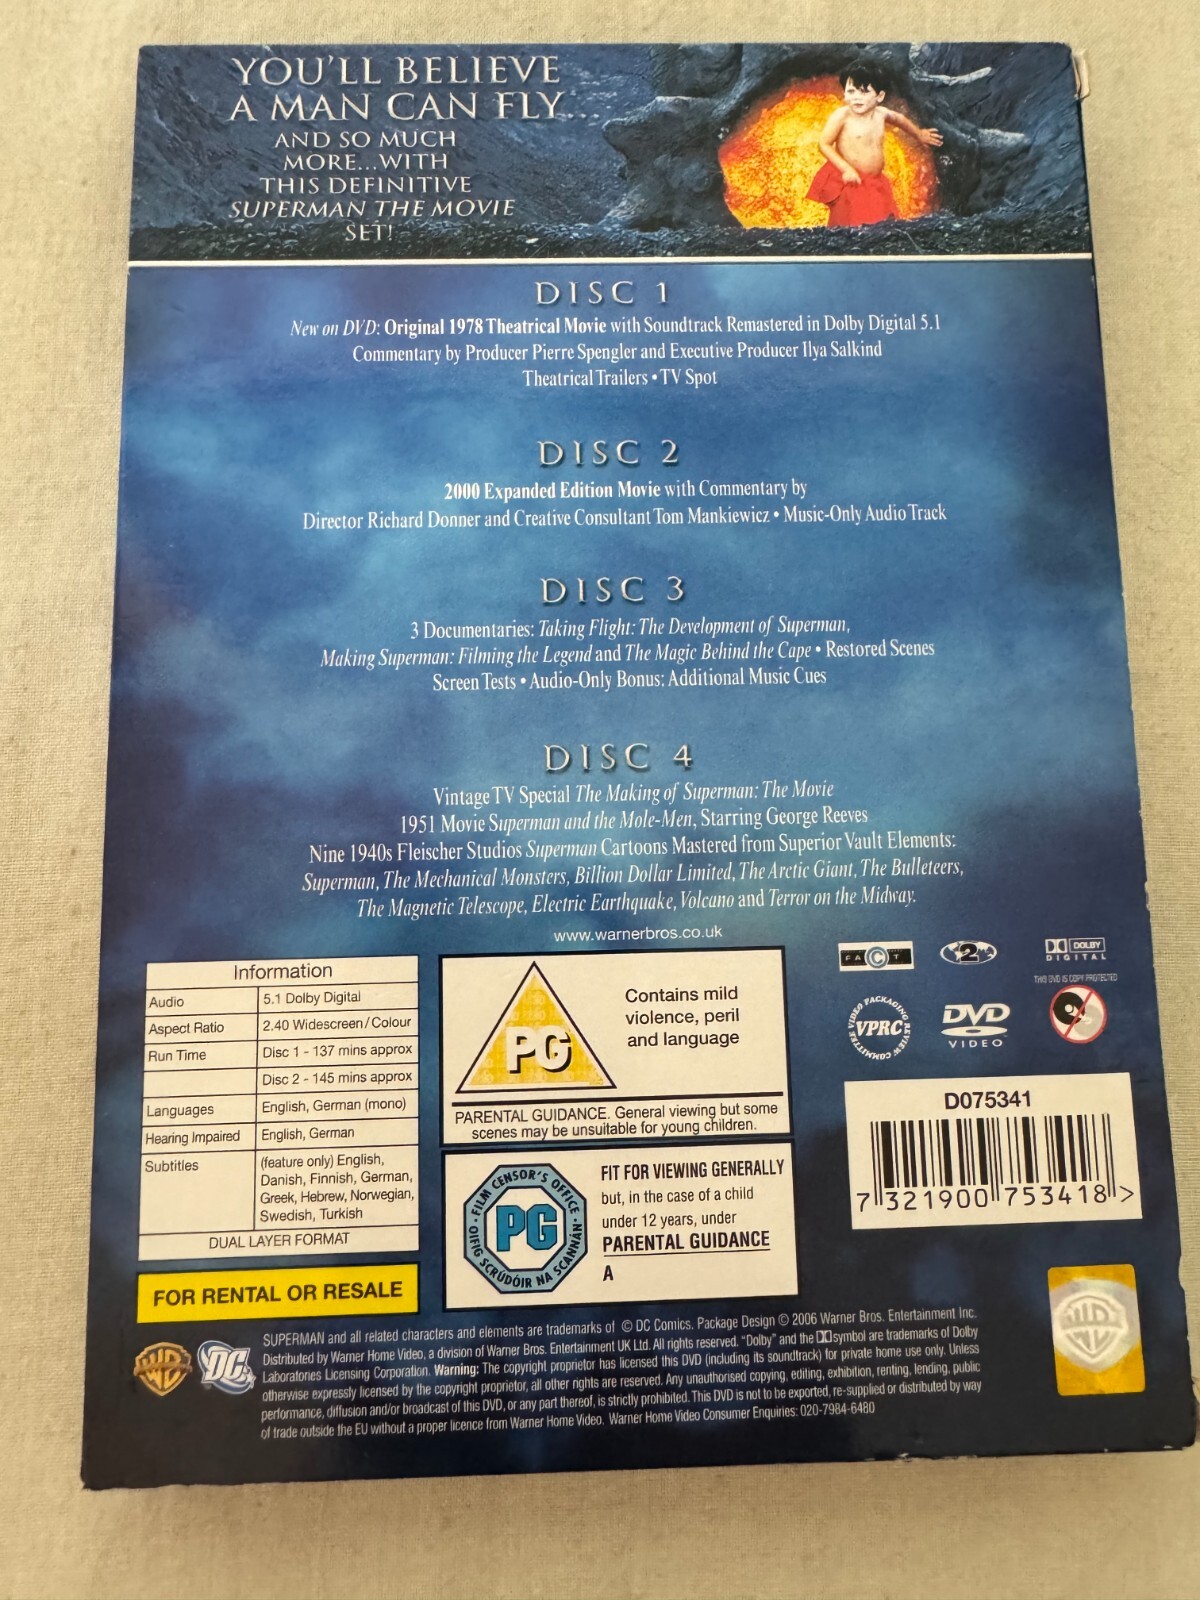 YOU'LL BELIEVE
A MAN CAN FLY...
AND SO MUCH
MORE...WITH
THIS DEFINITIVE
SUPERMAN THE MOVIE
SET!
DISC 1
New on DVD: Original 1978 Theatrical Movie with Soundtrack Remastered in Dolby Digital 5.1
Commentary by Producer Pierre Spengler and Executive Producer Ilya Salkind
Theatrical Trailers • TV Spot
DISC 2
2000 Expanded Edition Movie with Commentary by
Director Richard Donner and Creative Consultant Tom Mankiewicz • Music-Only Audio Track
DISC 3
3 Documentaries: Taking Flight: The Development of Superman,
Making Superman: Filming the Legend and The Magic Behind the Cape • Restored Scenes
Screen Tests • Audio-Only Bonus: Additional Music Cues
DISC 4
Vintage TV Special The Making of Superman: The Movie
1951 Movie Superman and the Mole-Men, Starring George Reeves
Nine 1940s Fleischer Studios Superman Cartoons Mastered from Superior Vault Elements:
Superman, The Mechanical Monsters, Billion Dollar Limited, The Arctic Giant, The Bulleteers,
The Magnetic Telescope, Electric Earthquake, Volcano and Terror on the Midway.
www.warnerbros.co.uk
Information
Audio 5.1 Dolby Digital
Aspect Ratio 2.40 Widescreen/Colour
Run Time Disc 1 - 137 mins approx
Disc 2 - 145 mins approx
Languages English, German (mono)
Hearing Impaired English, German
Subtitles (feature only) English,
Danish, Finnish, German,
Greek, Hebrew, Norwegian,
Swedish, Turkish
DUAL LAYER FORMAT
FOR RENTAL OR RESALE
PG
Contains mild
violence, peril
and language
PARENTAL GUIDANCE. General viewing but some
scenes may be unsuitable for young children.
FILM CENSOR'S OFFICE
PG
OIFIG SCRÚDÓIR NA SCANNÁN
FIT FOR VIEWING GENERALLY
but, in the case of a child
under 12 years, under
PARENTAL GUIDANCE
A
FACT
2
DOLBY
DIGITAL
THIS DVD IS COPY PROTECTED
VIDEO PACKAGING REVIEW COMMITTEE
VPRC
DVD
VIDEO
D075341
7 321900 753418 >
WB
DC
SUPERMAN and all related characters and elements are trademarks of © DC Comics. Package Design © 2006 Warner Bros. Entertainment Inc.
Distributed by Warner Home Video, a division of Warner Bros. Entertainment UK Ltd. All rights reserved. "Dolby" and the DD symbol are trademarks of Dolby
Laboratories Licensing Corporation. Warning: The copyright proprietor has licensed this DVD (including its soundtrack) for private home use only. Unless
otherwise expressly licensed by the copyright proprietor, all other rights are reserved. Any unauthorised copying, editing, exhibition, renting, lending, public
performance, diffusion and/or broadcast of this DVD, or any part thereof, is strictly prohibited. This DVD is not to be exported, re-supplied or distributed by way
of trade outside the EU without a proper licence from Warner Home Video. Warner Home Video Consumer Enquiries: 020-7984-6480
WB